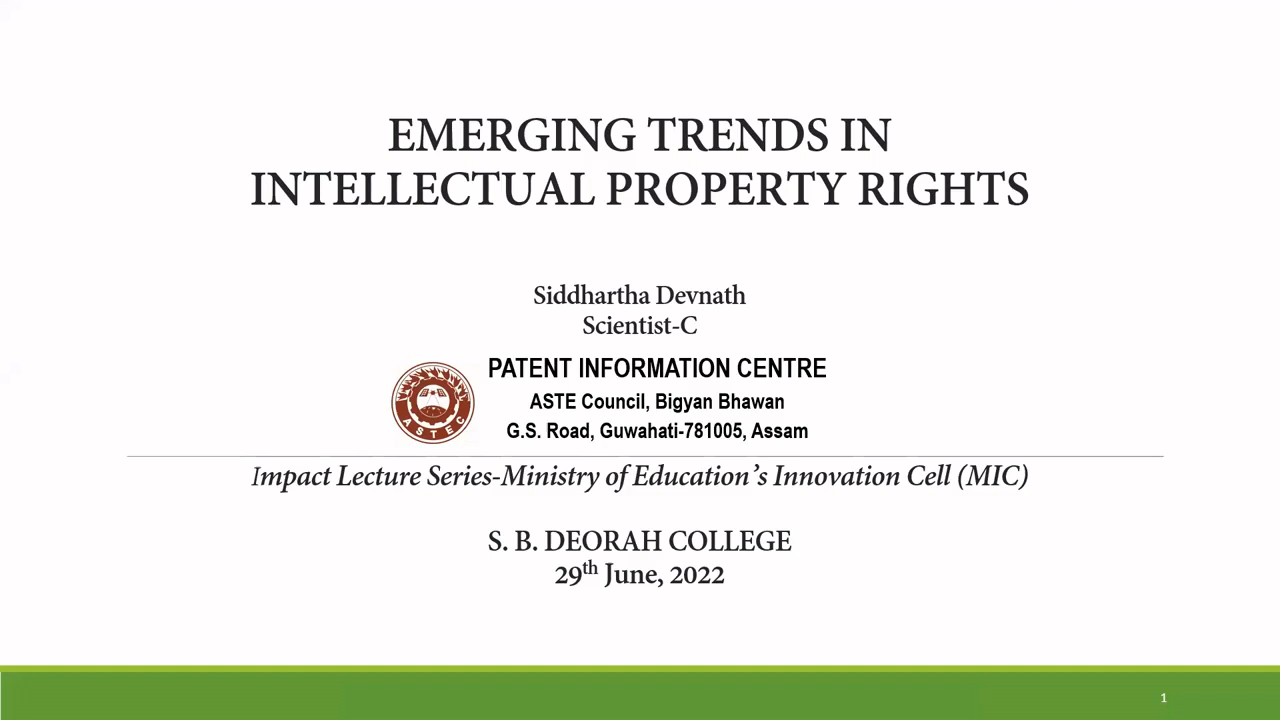 EMERGING TRENDS IN
INTELLECTUAL PROPERTY RIGHTS
Siddhartha Devnath
Scientist-C
PATENT INFORMATION CENTRE
ASTE Council, Bigyan Bhawan
G.S. Road, Guwahati-781005, Assam
ASTEC
Impact Lecture Series-Ministry of Education’s Innovation Cell (MIC)
S. B. DEORAH COLLEGE
29th June, 2022
1